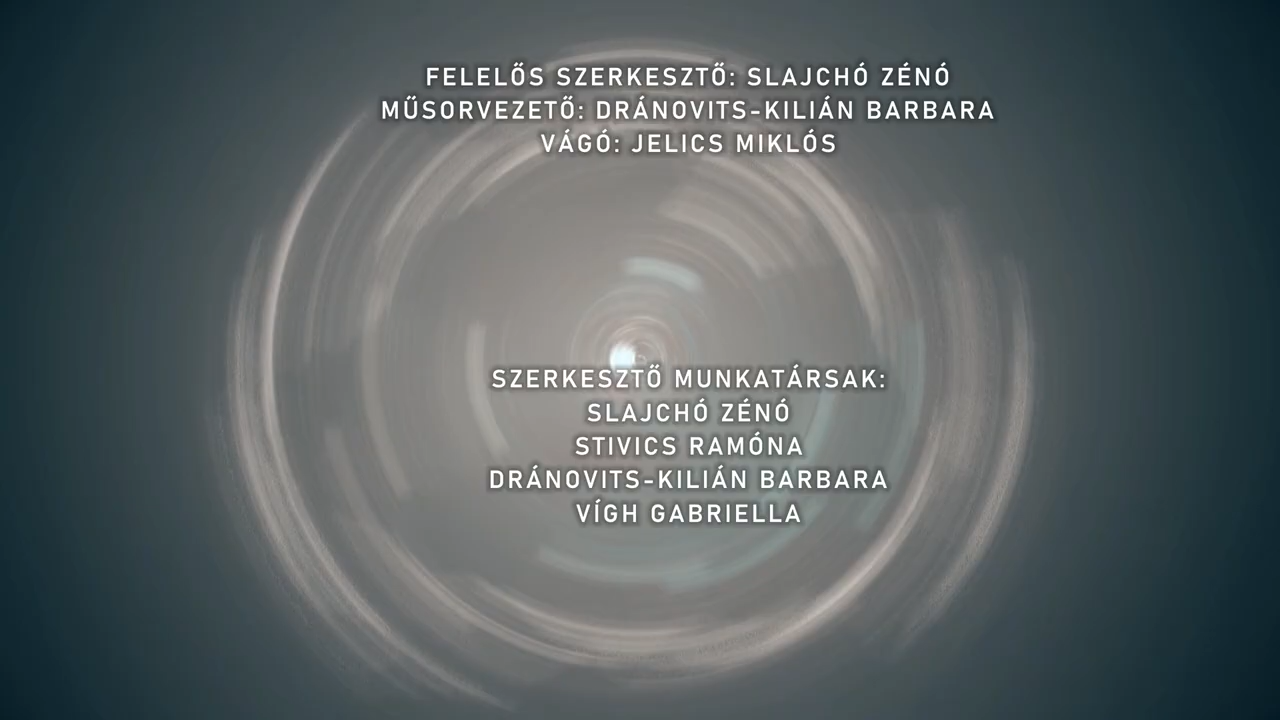 FELELŐS SZERKESZTŐ: SLAJCHÓ ZÉNÓ
MŰSORVEZETŐ: DRÁNOVITS-KILIÁN BARBARA
VÁGÓ: JELICS MIKLÓS
SZERKESZTŐ MUNKATÁRSAK:
SLAJCHÓ ZÉNÓ
STIVICS RAMÓNA
DRÁNOVITS-KILIÁN BARBARA
VÍGH GABRIELLA